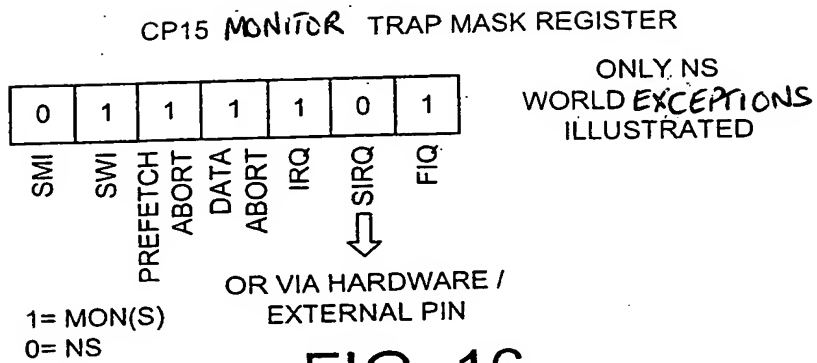 CP15 MONITOR TRAP MASK REGISTER
ONLY NS
WORLD EXCEPTIONS
ILLUSTRATED
0 1 1 1 1 0 1
SMI
SWI
PREFETCH
ABORT
DATA
ABORT
IRQ
SIRQ
FIQ
OR VIA HARDWARE /
EXTERNAL PIN
1= MON(S)
0= NS